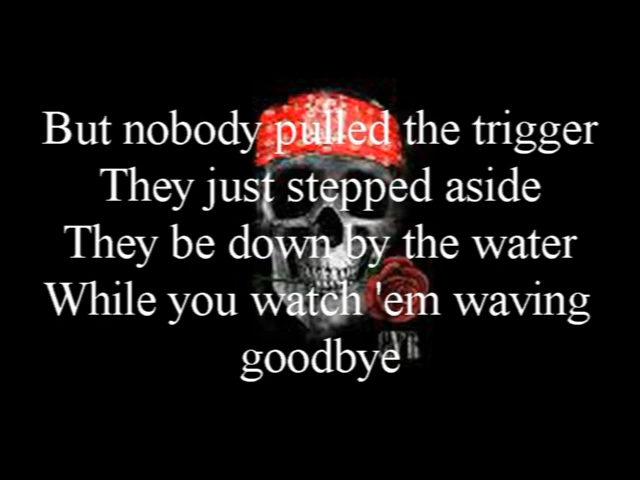 But nobody pulled the trigger
They just stepped aside
They be down by the water
While you watch 'em waving
goodbye